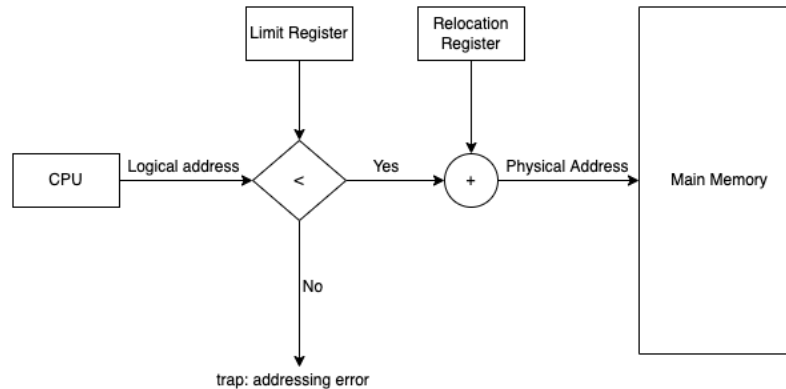 Limit Register
Relocation
Register
CPU
Logical address
<
Yes
+
Physical Address
Main Memory
No
trap: addressing error